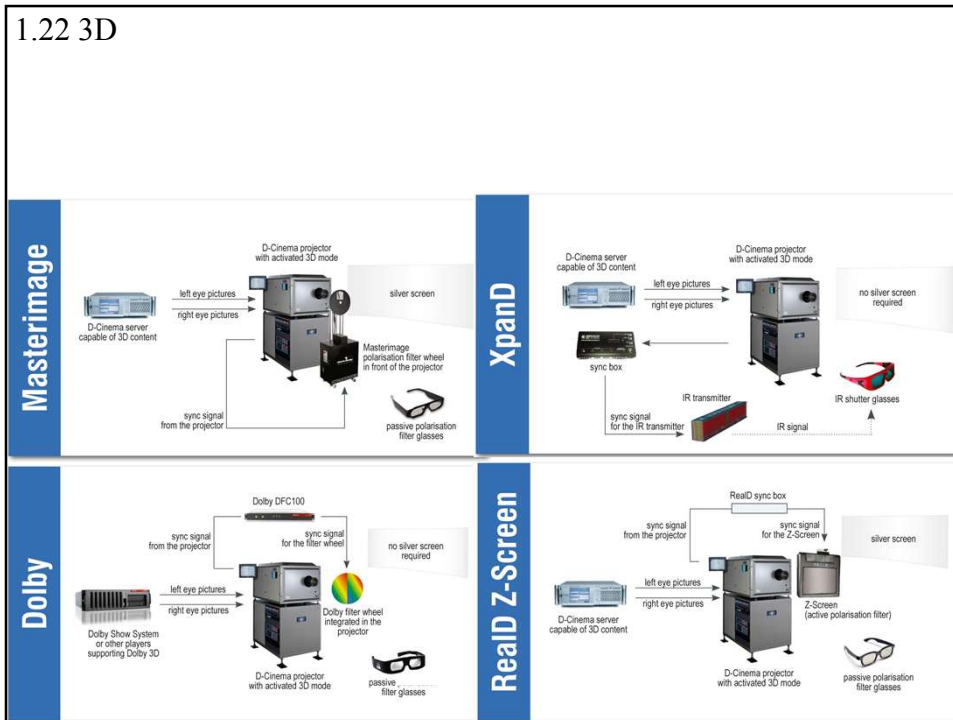 1.22 3D
Masterimage
D-Cinema projector
with activated 3D mode
left eye pictures
right eye pictures
D-Cinema server
capable of 3D content
silver screen
Masterimage
polarisation filter wheel
in front of the projector
sync signal
from the projector
passive polarisation
filter glasses
XpanD
D-Cinema server
capable of 3D content
D-Cinema projector
with activated 3D mode
left eye pictures
right eye pictures
no silver screen
required
sync box
IR transmitter
IR shutter glasses
sync signal
for the IR transmitter
IR signal
Dolby
Dolby DFC100
sync signal
from the projector
sync signal
for the filter wheel
no silver screen
required
left eye pictures
right eye pictures
Dolby filter wheel
integrated in the
projector
Dolby Show System
or other players
supporting Dolby 3D
D-Cinema projector
with activated 3D mode
passive
filter glasses
RealD Z-Screen
RealD sync box
sync signal
from the projector
sync signal
for the Z-Screen
silver screen
left eye pictures
right eye pictures
D-Cinema server
capable of 3D content
Z-Screen
(active polarisation filter)
D-Cinema projector
with activated 3D mode
passive polarisation
filter glasses